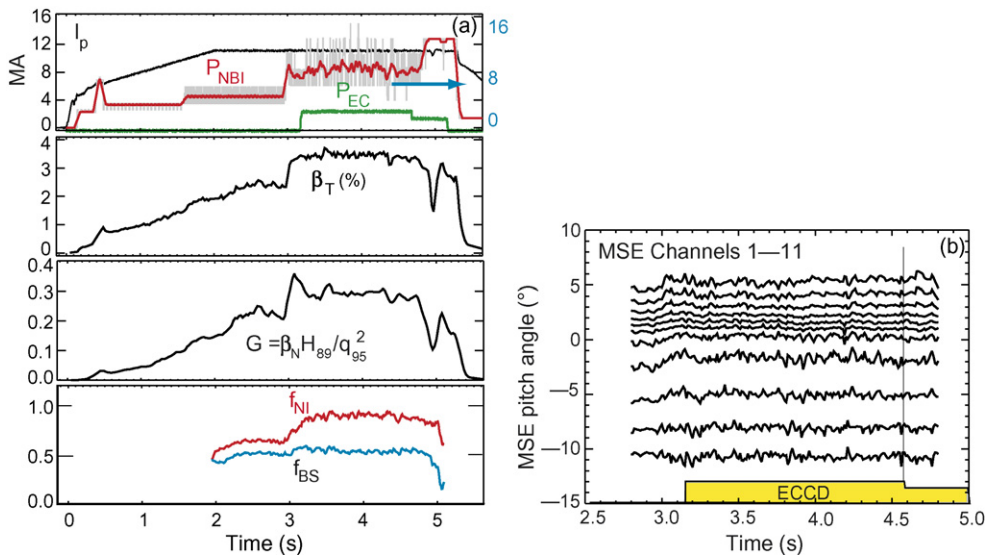 (a)
MA
16
12
8
4
0
16
8
0
I_p
P_NBI
P_EC
4
3
2
1
0
β_T (%)
0.4
0.3
0.2
0.1
0.0
G = β_N H_89/q_95^2
1.0
0.5
0.0
f_NI
f_BS
0 1 2 3 4 5
Time (s)
(b)
MSE Channels 1—11
MSE pitch angle (°)
10
5
0
—5
—10
—15
ECCD
2.5 3.0 3.5 4.0 4.5 5.0
Time (s)